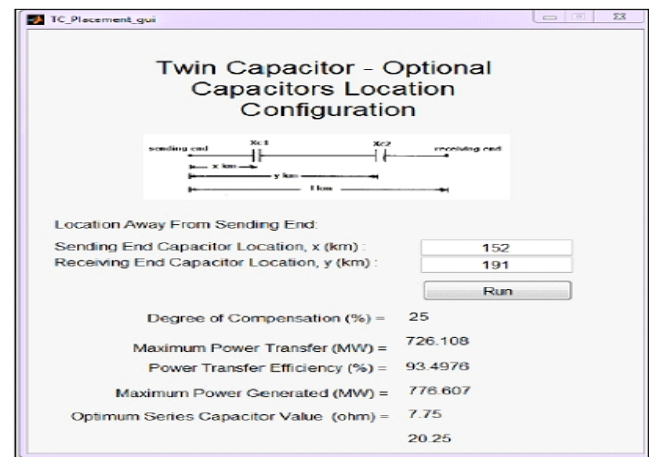 TC_Placement_gui
Twin Capacitor - Optional
Capacitors Location
Configuration
sending end Xc1 Xc2 receiving end
x km
y km
l km
Location Away From Sending End:
Sending End Capacitor Location, x (km) : 152
Receiving End Capacitor Location, y (km) : 191
Run
Degree of Compensation (%) = 25
Maximum Power Transfer (MW) = 726.108
Power Transfer Efficiency (%) = 93.4976
Maximum Power Generated (MW) = 776.607
Optimum Series Capacitor Value (ohm) = 7.75
20.25